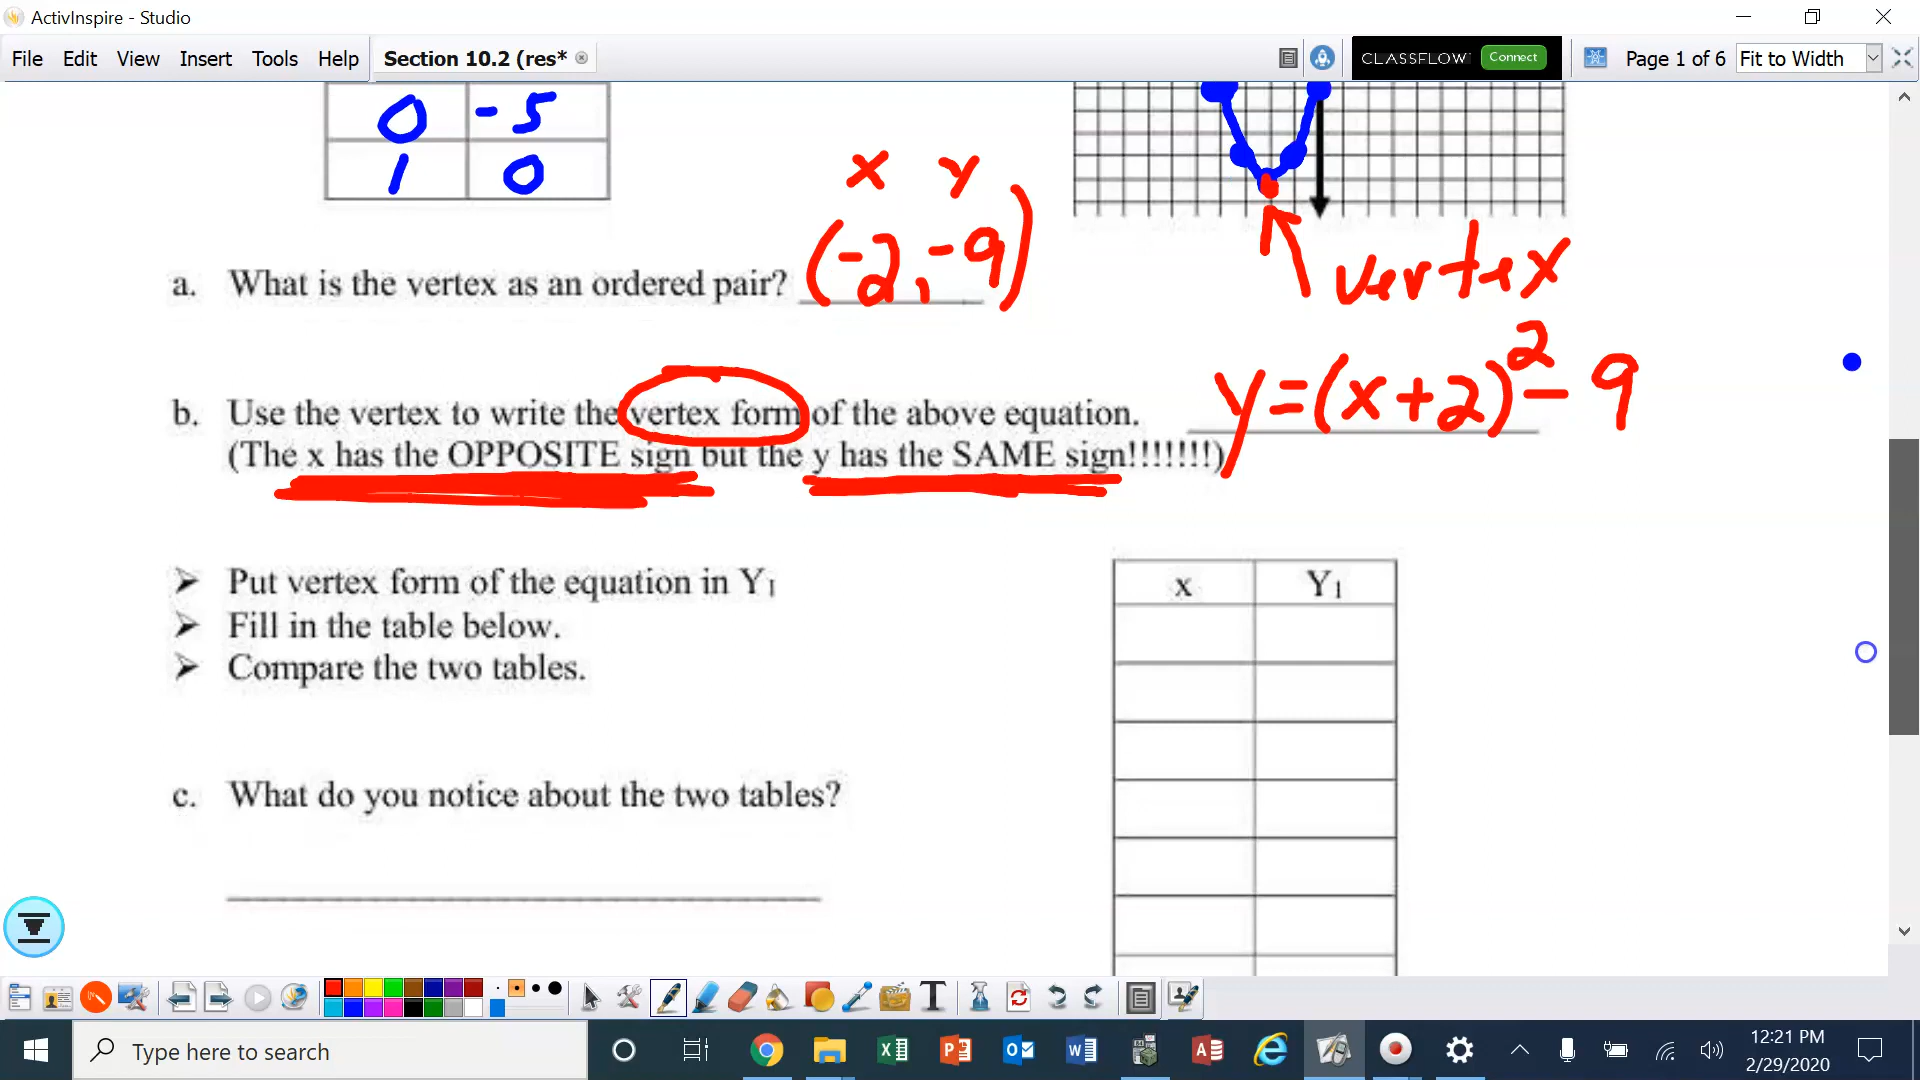 ActivInspire - Studio
File Edit View Insert Tools Help Section 10.2 (res* CLASSFLOW Connect Page 1 of 6 Fit to Width
0 -5
1 0
x y
a. What is the vertex as an ordered pair? (-2, -9)
vertex
b. Use the vertex to write the vertex form of the above equation. y=(x+2)²-9
(The x has the OPPOSITE sign but the y has the SAME sign!!!!!!!)
➤ Put vertex form of the equation in Y₁
➤ Fill in the table below.
➤ Compare the two tables.
x Y₁
c. What do you notice about the two tables?
Type here to search
12:21 PM
2/29/2020